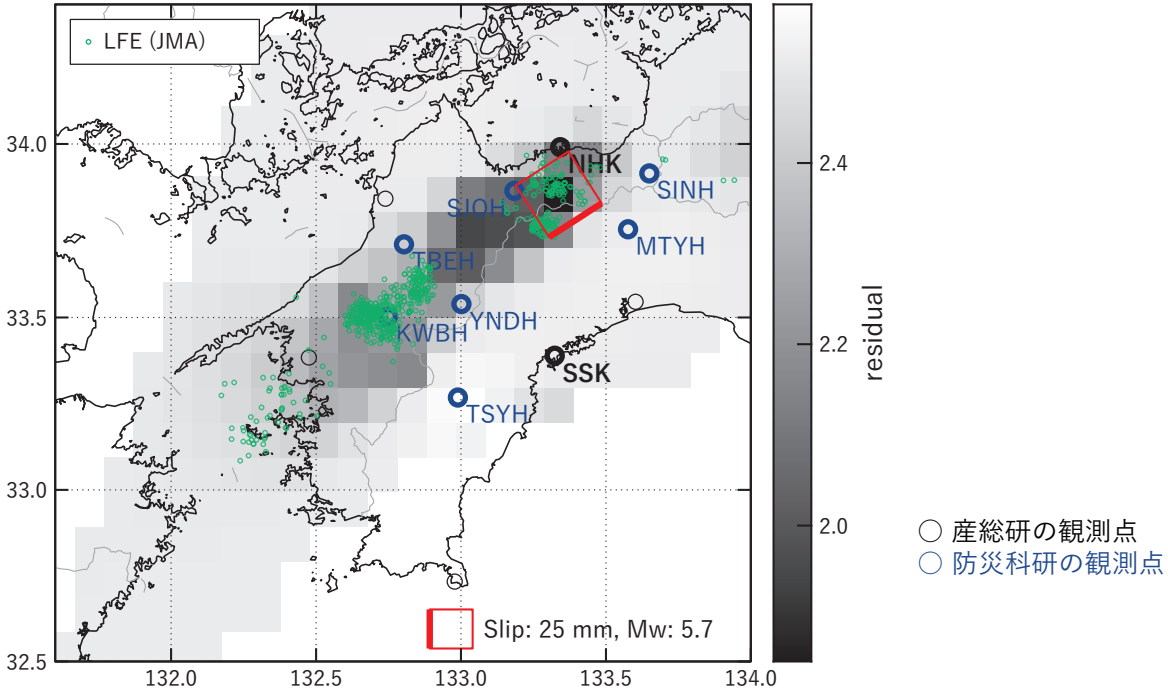 LFE (JMA)
34.0
33.5
33.0
32.5
132.0
132.5
133.0
133.5
134.0
NHK
SINH
SJOH
MTYH
TBEH
YNDH
KWBH
SSK
TSYH
Slip: 25 mm, Mw: 5.7
2.4
2.2
2.0
residual
産総研の観測点
防災科研の観測点